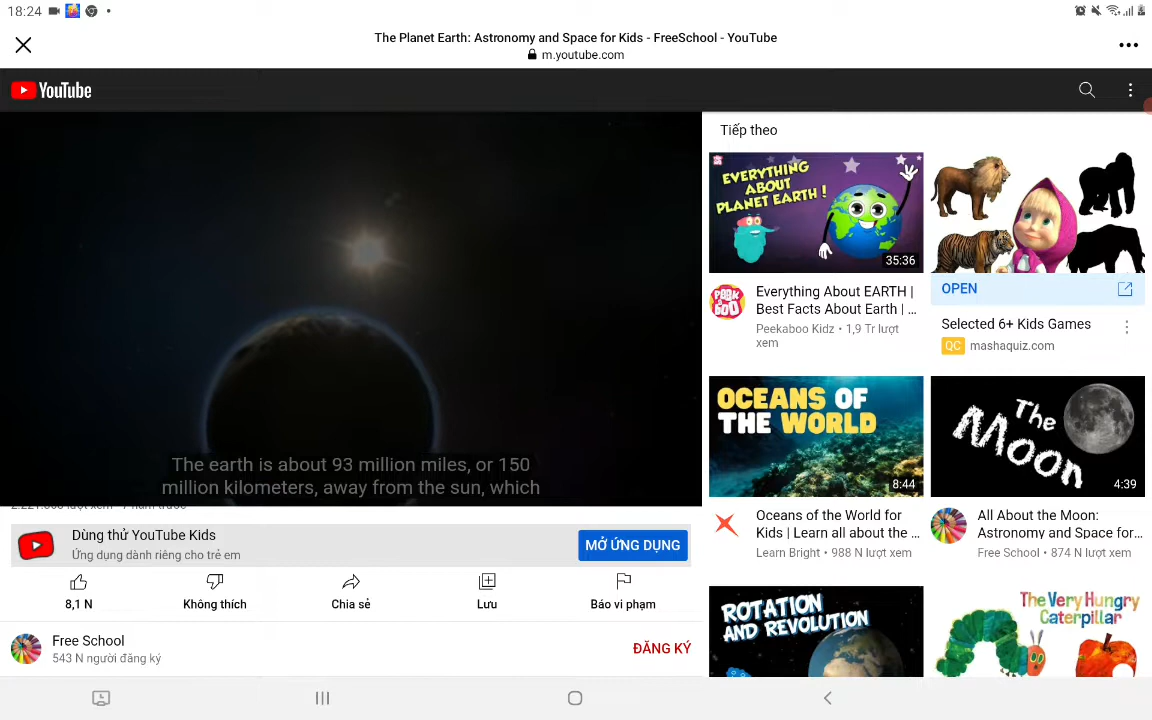 18:24
The Planet Earth: Astronomy and Space for Kids - FreeSchool - YouTube
m.youtube.com
YouTube
The earth is about 93 million miles, or 150
million kilometers, away from the sun, which
Dùng thử YouTube Kids
Ứng dụng dành riêng cho trẻ em
MỞ ỨNG DỤNG
8,1 N
Không thích
Chia sẻ
Lưu
Báo vi phạm
Free School
543 N người đăng ký
ĐĂNG KÝ
Tiếp theo
EVERYTHING
ABOUT
PLANET EARTH!
35:36
PEEK
A BOO
Everything About EARTH |
Best Facts About Earth | ...
Peekaboo Kidz • 1,9 Tr lượt
xem
OPEN
Selected 6+ Kids Games
QC mashaquiz.com
OCEANS OF
THE WORLD
8:44
Oceans of the World for
Kids | Learn all about the ...
Learn Bright • 988 N lượt xem
The
Moon
4:39
All About the Moon:
Astronomy and Space for...
Free School • 874 N lượt xem
ROTATION
AND REVOLUTION
The Very Hungry
Caterpillar